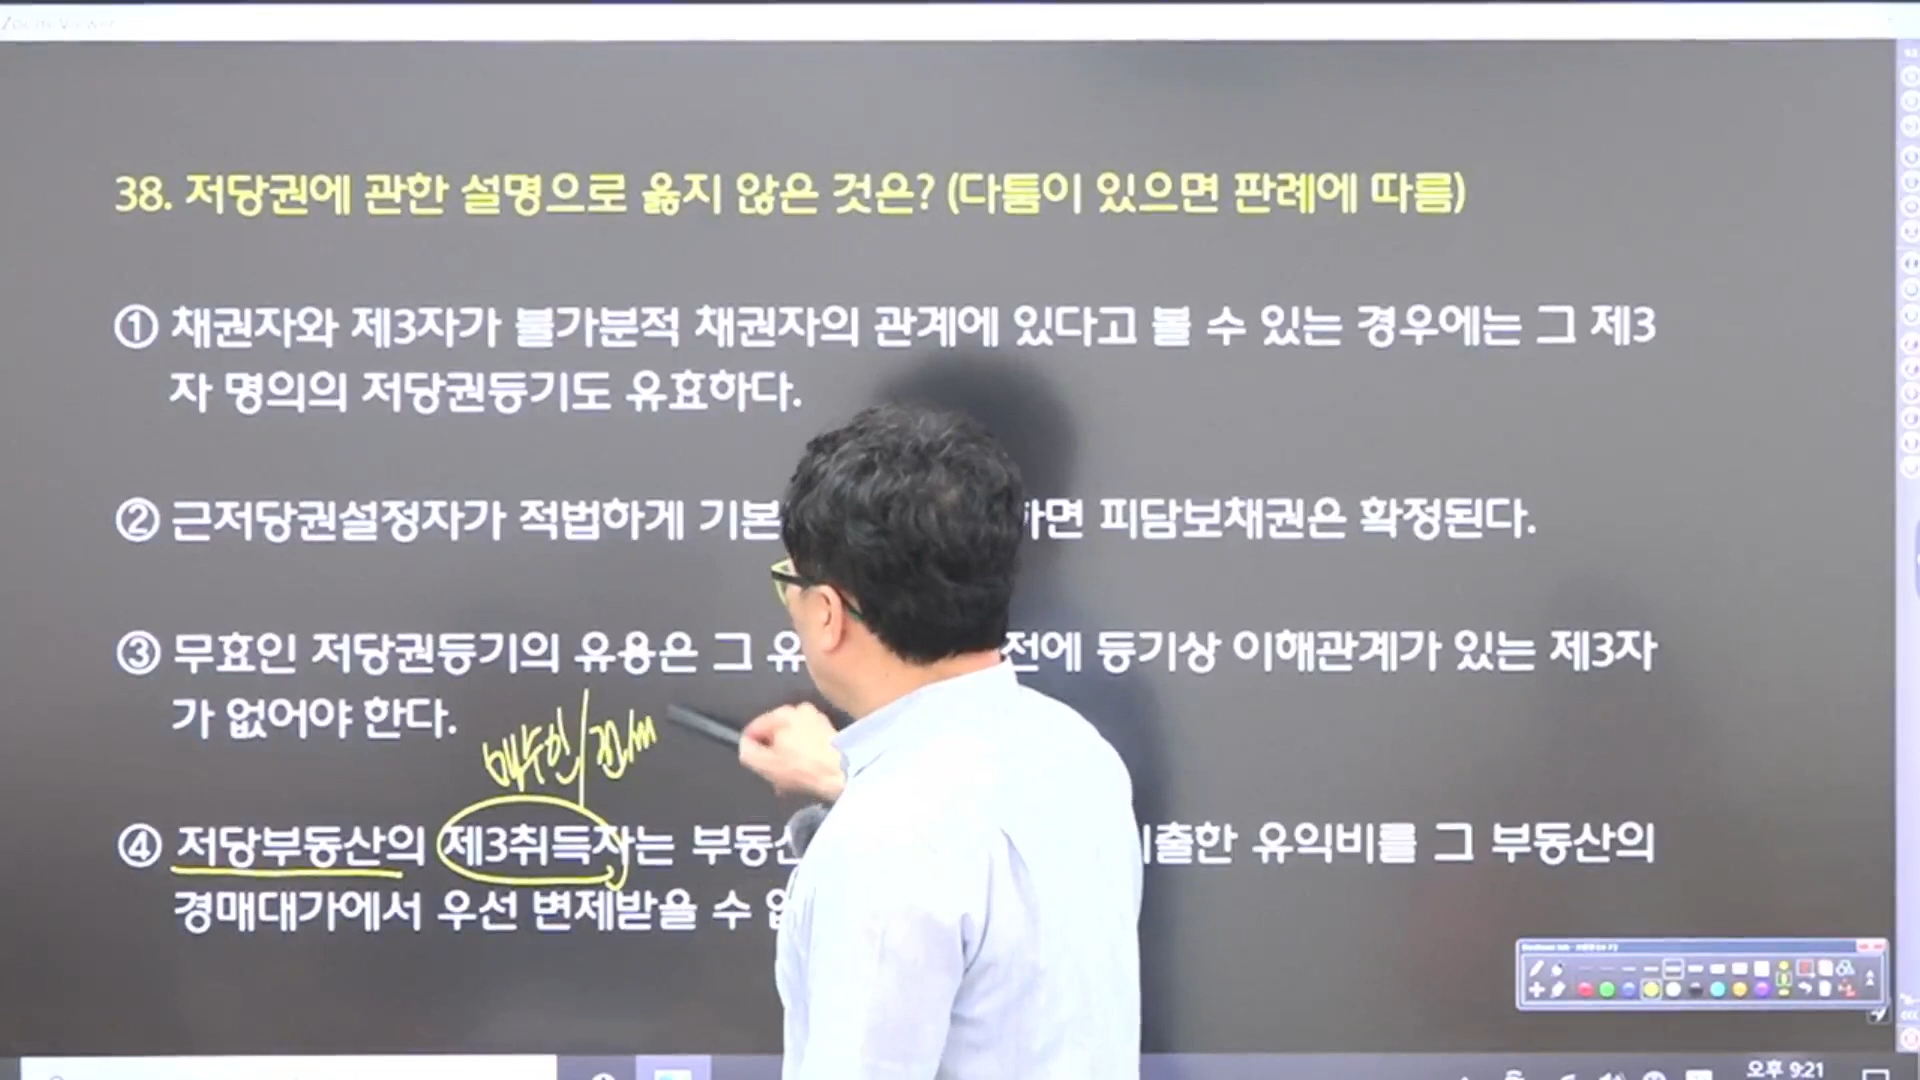 38. 저당권에 관한 설명으로 옳지 않은 것은? (다툼이 있으면 판례에 따름)
① 채권자와 제3자가 불가분적 채권자의 관계에 있다고 볼 수 있는 경우에는 그 제3
자 명의의 저당권등기도 유효하다.
② 근저당권설정자가 적법하게 기본 하면 피담보채권은 확정된다.
③ 무효인 저당권등기의 유용은 그 유 전에 등기상 이해관계가 있는 제3자
가 없어야 한다.
매수인/전
④ 저당부동산의 제3취득자는 부동산 지출한 유익비를 그 부동산의
경매대가에서 우선 변제받을 수
오후 9:21